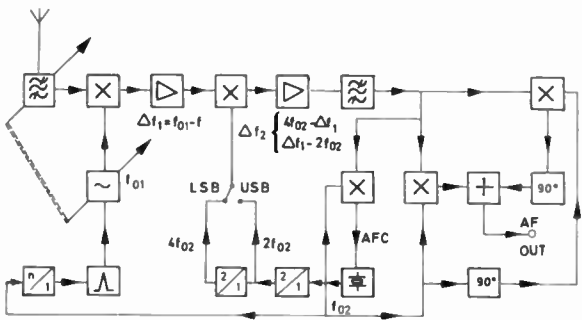 Δf₁=f₀₁-f
Δf₂ { 4f₀₂-Δf₁
Δf₁-2f₀₂
f₀₁
LSB USB
4f₀₂ 2f₀₂
AFC
90°
AF
OUT
n/1
2/1
2/1
f₀₂
90°